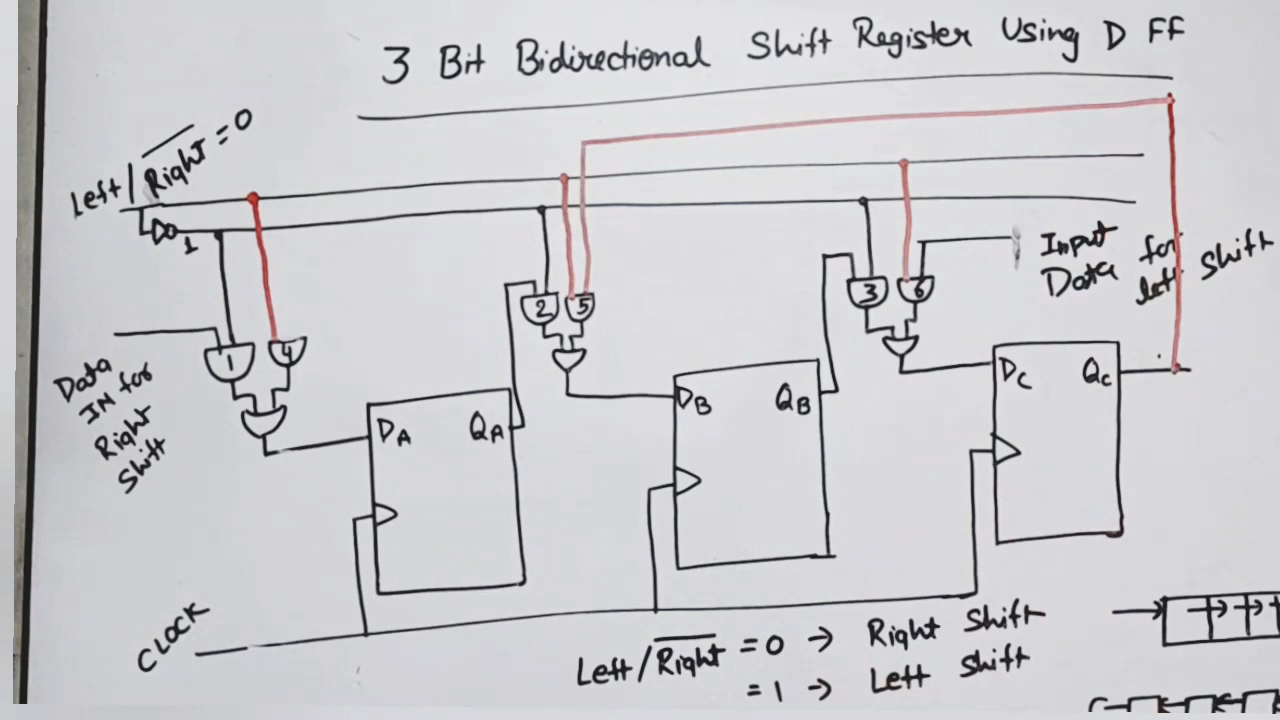 3 Bit Bidirectional Shift Register Using D FF
Left/R̅i̅g̅h̅t̅ = 0
1
1
4
2
5
3
6
Input
Data for
left Shift
Data
IN for
Right
Shift
DA
QA
DB
QB
DC
QC
CLOCK
Left/R̅i̅g̅h̅t̅ = 0 → Right Shift
= 1 → Left Shift